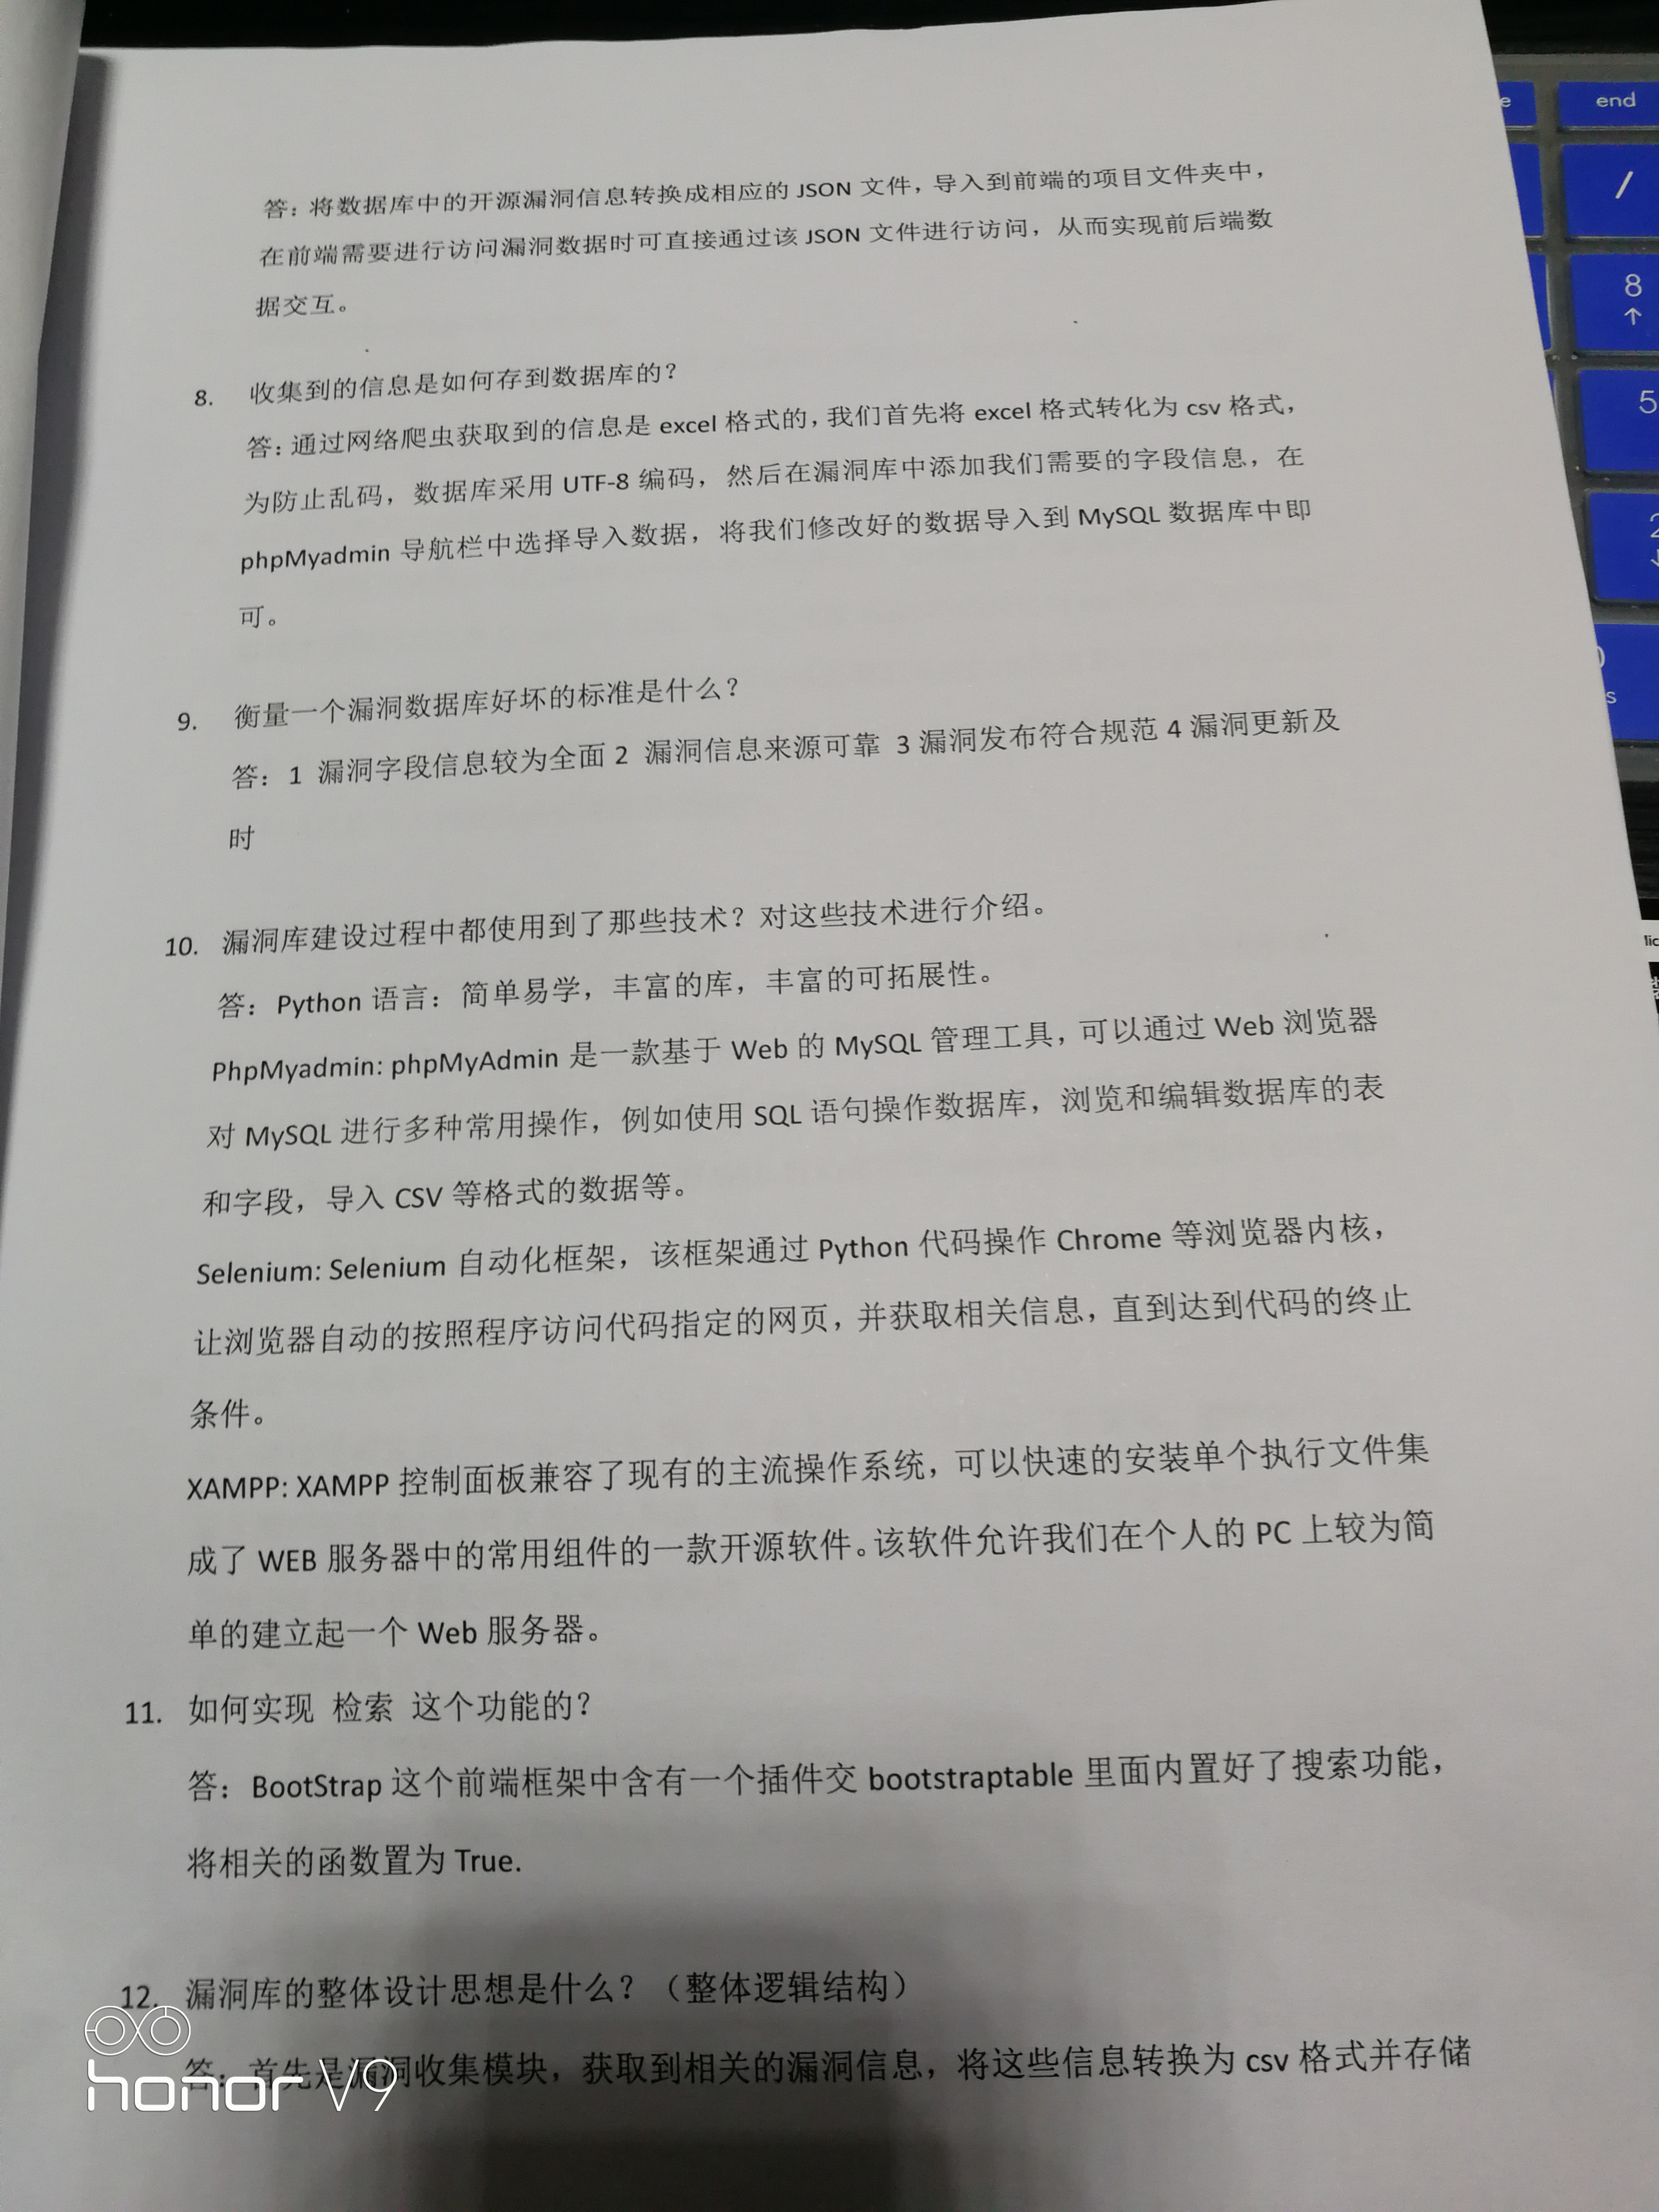 答：将数据库中的开源漏洞信息转换成相应的 JSON 文件，导入到前端的项目文件夹中，
在前端需要进行访问漏洞数据时可直接通过该 JSON 文件进行访问，从而实现前后端数
据交互。
8. 收集到的信息是如何存到数据库的？
答：通过网络爬虫获取到的信息是 excel 格式的，我们首先将 excel 格式转化为 csv 格式，
为防止乱码，数据库采用 UTF-8 编码，然后在漏洞库中添加我们需要的字段信息，在
phpMyadmin 导航栏中选择导入数据，将我们修改好的数据导入到 MySQL 数据库中即
可。
9. 衡量一个漏洞数据库好坏的标准是什么？
答：1 漏洞字段信息较为全面 2 漏洞信息来源可靠 3 漏洞发布符合规范 4 漏洞更新及
时
10. 漏洞库建设过程中都使用到了那些技术？对这些技术进行介绍。
答：Python 语言：简单易学，丰富的库，丰富的可拓展性。
PhpMyadmin: phpMyAdmin 是一款基于 Web 的 MySQL 管理工具，可以通过 Web 浏览器
对 MySQL 进行多种常用操作，例如使用 SQL 语句操作数据库，浏览和编辑数据库的表
和字段，导入 CSV 等格式的数据等。
Selenium: Selenium 自动化框架，该框架通过 Python 代码操作 Chrome 等浏览器内核，
让浏览器自动的按照程序访问代码指定的网页，并获取相关信息，直到达到代码的终止
条件。
XAMPP: XAMPP 控制面板兼容了现有的主流操作系统，可以快速的安装单个执行文件集
成了 WEB 服务器中的常用组件的一款开源软件。该软件允许我们在个人的 PC 上较为简
单的建立起一个 Web 服务器。
11. 如何实现 检索 这个功能的？
答：BootStrap 这个前端框架中含有一个插件交 bootstraptable 里面内置好了搜索功能，
将相关的函数置为 True.
12. 漏洞库的整体设计思想是什么？（整体逻辑结构）
答：首先是漏洞收集模块，获取到相关的漏洞信息，将这些信息转换为 csv 格式并存储
honor V9
end
/
8
↑
5